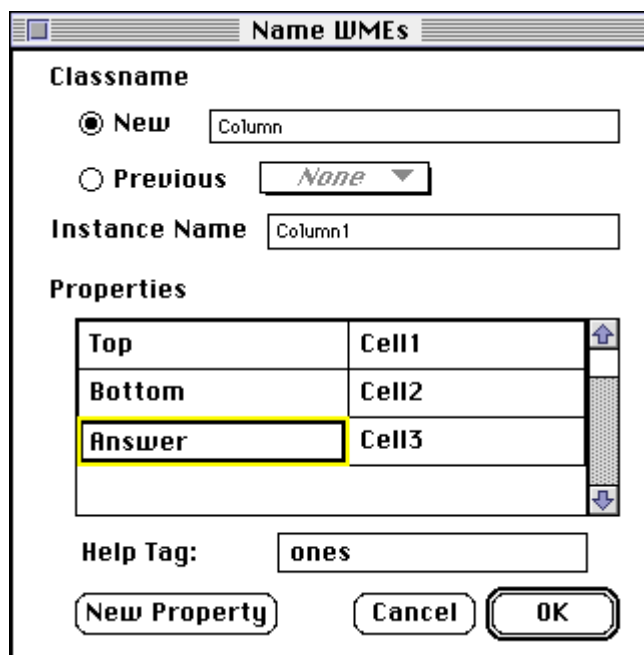 Name WMEs
Classname
New Column
Previous None
Instance Name Column1
Properties
Top Cell1
Bottom Cell2
Answer Cell3
Help Tag: ones
New Property Cancel OK